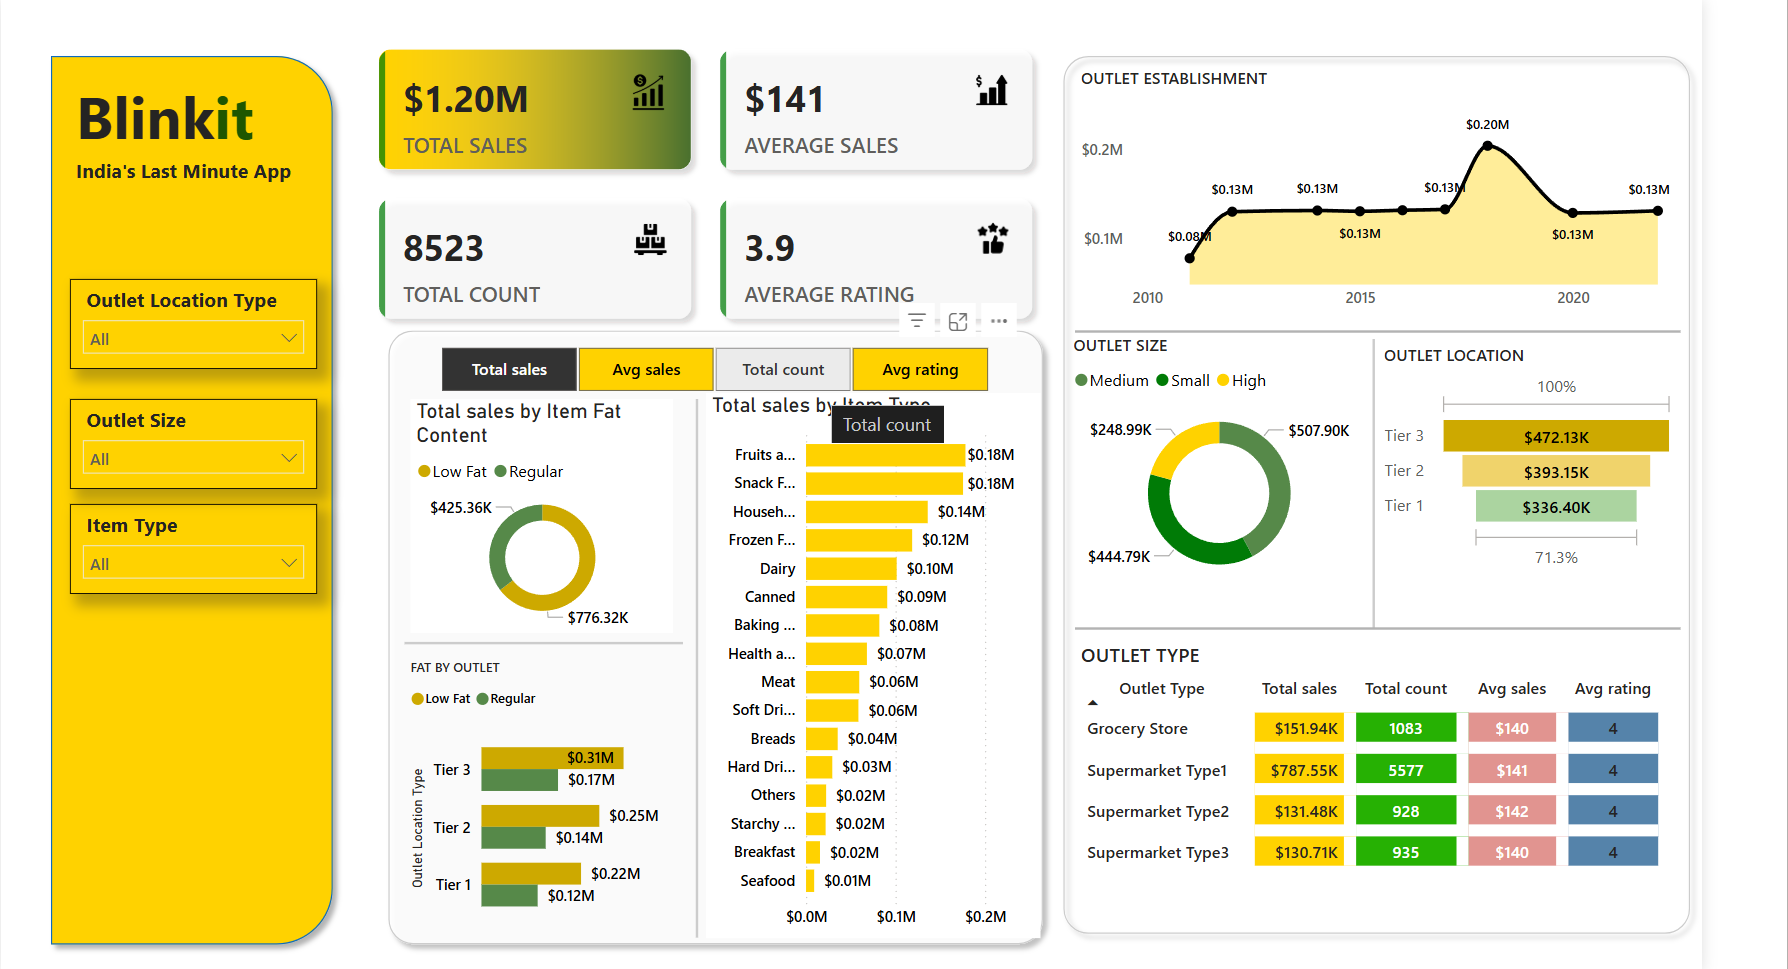 Blinkit
India's Last Minute App
Outlet Location Type
All
Outlet Size
All
Item Type
All
$1.20M
TOTAL SALES
$141
AVERAGE SALES
8523
TOTAL COUNT
3.9
AVERAGE RATING
Total sales
Avg sales
Total count
Avg rating
Total sales by Item Fat
Content
Low Fat
Regular
$425.36K
$776.32K
FAT BY OUTLET
Low Fat
Regular
Outlet Location Type
Tier 3
$0.31M
$0.17M
Tier 2
$0.25M
$0.14M
Tier 1
$0.22M
$0.12M
Total sales by Item Type
Total count
Fruits a... $0.18M
Snack F... $0.18M
Househ... $0.14M
Frozen F... $0.12M
Dairy $0.10M
Canned $0.09M
Baking ... $0.08M
Health a... $0.07M
Meat $0.06M
Soft Dri... $0.06M
Breads $0.04M
Hard Dri... $0.03M
Others $0.02M
Starchy ... $0.02M
Breakfast $0.02M
Seafood $0.01M
$0.0M $0.1M $0.2M
OUTLET ESTABLISHMENT
$0.2M
$0.1M
$0.08M
$0.13M
$0.13M
$0.13M
$0.13M
$0.20M
$0.13M
$0.13M
2010 2015 2020
OUTLET SIZE
Medium
Small
High
$248.99K
$507.90K
$444.79K
OUTLET LOCATION
100%
Tier 3 $472.13K
Tier 2 $393.15K
Tier 1 $336.40K
71.3%
OUTLET TYPE
Outlet Type Total sales Total count Avg sales Avg rating
Grocery Store $151.94K 1083 $140 4
Supermarket Type1 $787.55K 5577 $141 4
Supermarket Type2 $131.48K 928 $142 4
Supermarket Type3 $130.71K 935 $140 4